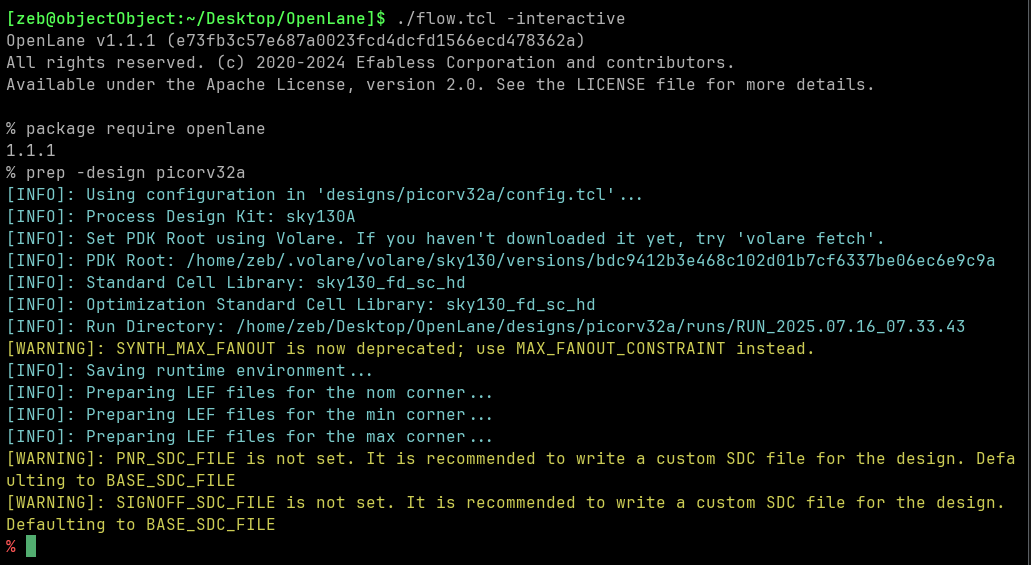 [zeb@objectObject:~/Desktop/OpenLane]$ ./flow.tcl -interactive
OpenLane v1.1.1 (e73fb3c57e687a0023fcd4dcfd1566ecd478362a)
All rights reserved. (c) 2020-2024 Efabless Corporation and contributors.
Available under the Apache License, version 2.0. See the LICENSE file for more details.
% package require openlane
1.1.1
% prep -design picorv32a
[INFO]: Using configuration in 'designs/picorv32a/config.tcl'...
[INFO]: Process Design Kit: sky130A
[INFO]: Set PDK Root using Volare. If you haven't downloaded it yet, try 'volare fetch'.
[INFO]: PDK Root: /home/zeb/.volare/volare/sky130/versions/bdc9412b3e468c102d01b7cf6337be06ec6e9c9a
[INFO]: Standard Cell Library: sky130_fd_sc_hd
[INFO]: Optimization Standard Cell Library: sky130_fd_sc_hd
[INFO]: Run Directory: /home/zeb/Desktop/OpenLane/designs/picorv32a/runs/RUN_2025.07.16_07.33.43
[WARNING]: SYNTH_MAX_FANOUT is now deprecated; use MAX_FANOUT_CONSTRAINT instead.
[INFO]: Saving runtime environment...
[INFO]: Preparing LEF files for the nom corner...
[INFO]: Preparing LEF files for the min corner...
[INFO]: Preparing LEF files for the max corner...
[WARNING]: PNR_SDC_FILE is not set. It is recommended to write a custom SDC file for the design. Defa
ulting to BASE_SDC_FILE
[WARNING]: SIGNOFF_SDC_FILE is not set. It is recommended to write a custom SDC file for the design.
Defaulting to BASE_SDC_FILE
%